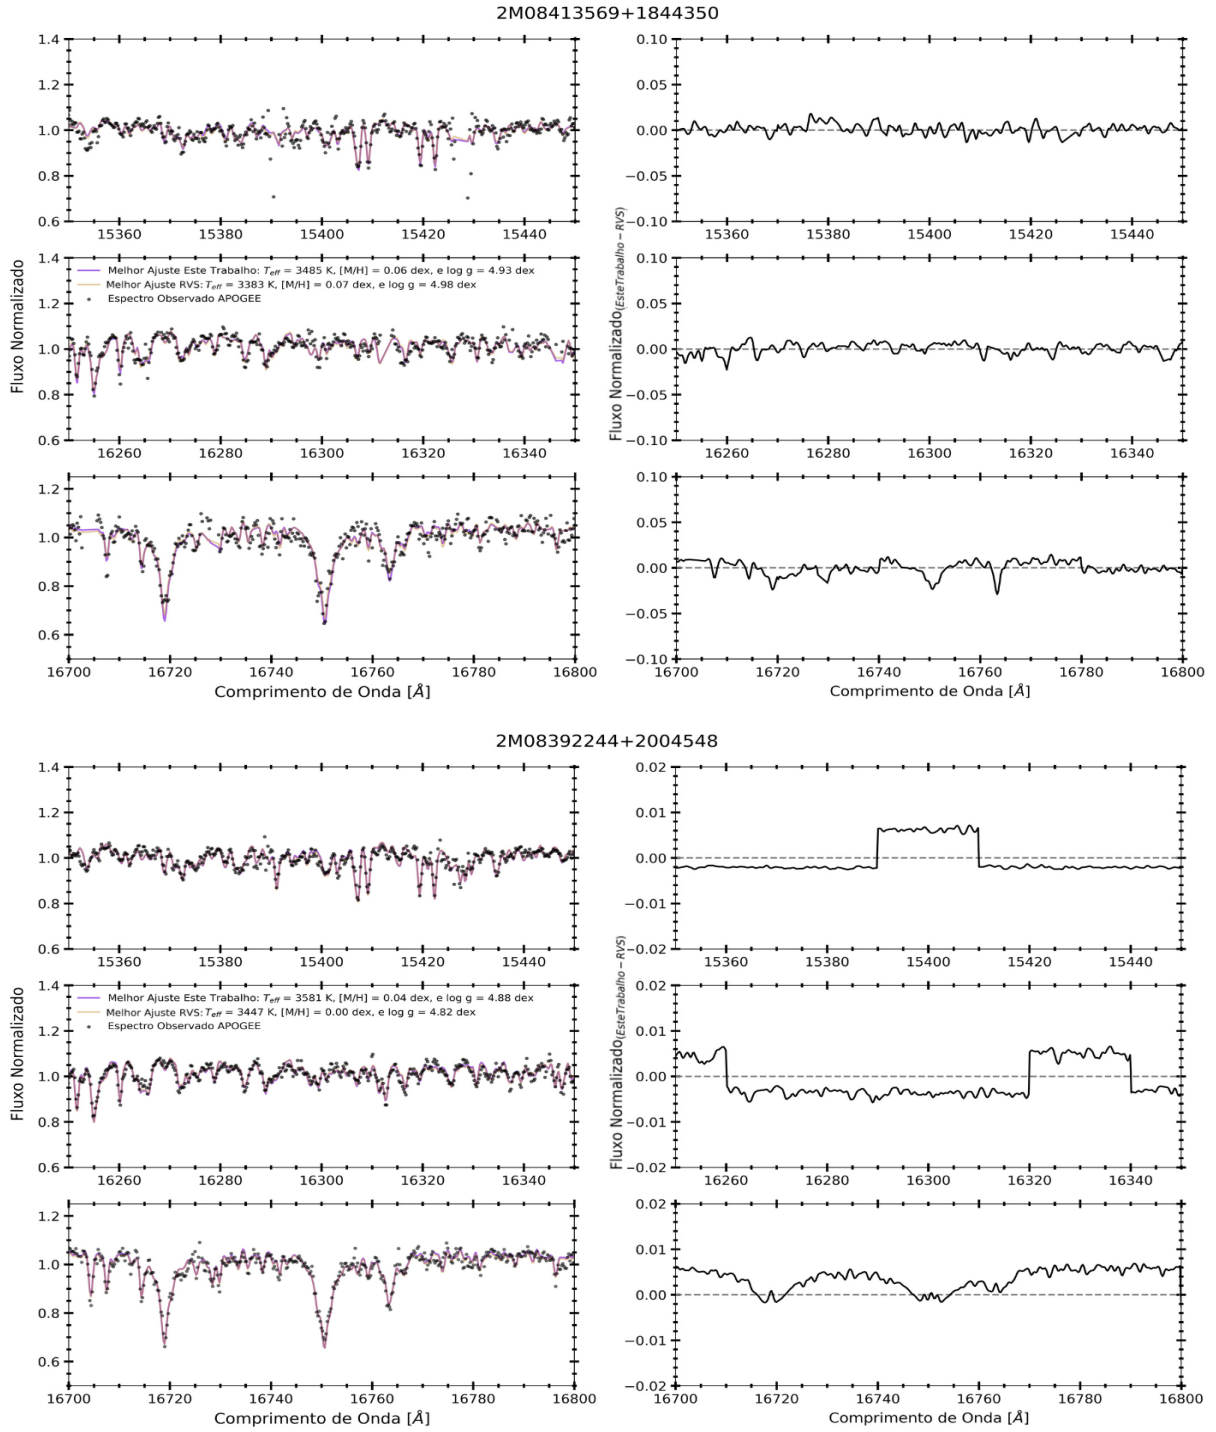 2M08413569+1844350
1.4
1.2
1.0
0.8
0.6
15360 15380 15400 15420 15440
0.10
0.05
0.00
−0.05
−0.10
15360 15380 15400 15420 15440
Fluxo Normalizado
1.4
1.2
1.0
0.8
0.6
Melhor Ajuste Este Trabalho: Teff = 3485 K, [M/H] = 0.06 dex, e log g = 4.93 dex
Melhor Ajuste RVS: Teff = 3383 K, [M/H] = 0.07 dex, e log g = 4.98 dex
Espectro Observado APOGEE
16260 16280 16300 16320 16340
Fluxo Normalizado(EsteTrabalho−RVS)
0.10
0.05
0.00
−0.05
−0.10
16260 16280 16300 16320 16340
1.2
1.0
0.8
0.6
16700 16720 16740 16760 16780 16800
Comprimento de Onda [Å]
0.10
0.05
0.00
−0.05
−0.10
16700 16720 16740 16760 16780 16800
Comprimento de Onda [Å]
2M08392244+2004548
1.4
1.2
1.0
0.8
0.6
15360 15380 15400 15420 15440
0.02
0.01
0.00
−0.01
−0.02
15360 15380 15400 15420 15440
Fluxo Normalizado
1.4
1.2
1.0
0.8
0.6
Melhor Ajuste Este Trabalho: Teff = 3581 K, [M/H] = 0.04 dex, e log g = 4.88 dex
Melhor Ajuste RVS: Teff = 3447 K, [M/H] = 0.00 dex, e log g = 4.82 dex
Espectro Observado APOGEE
16260 16280 16300 16320 16340
Fluxo Normalizado(EsteTrabalho−RVS)
0.02
0.01
0.00
−0.01
−0.02
16260 16280 16300 16320 16340
1.2
1.0
0.8
0.6
16700 16720 16740 16760 16780 16800
Comprimento de Onda [Å]
0.02
0.01
0.00
−0.01
−0.02
16700 16720 16740 16760 16780 16800
Comprimento de Onda [Å]